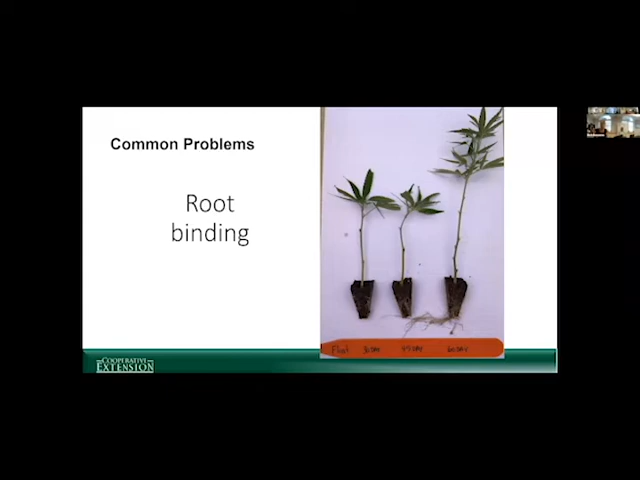 Common Problems
Root
binding
COOPERATIVE
EXTENSION